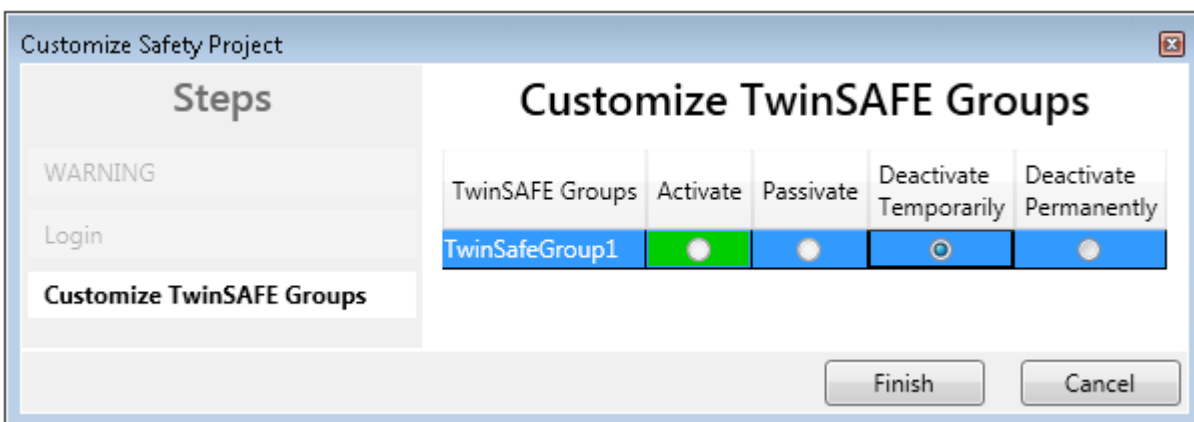 Customize Safety Project
Steps
WARNING
Login
Customize TwinSAFE Groups
Customize TwinSAFE Groups
TwinSAFE Groups Activate Passivate Deactivate Temporarily Deactivate Permanently
TwinSafeGroup1
Finish Cancel